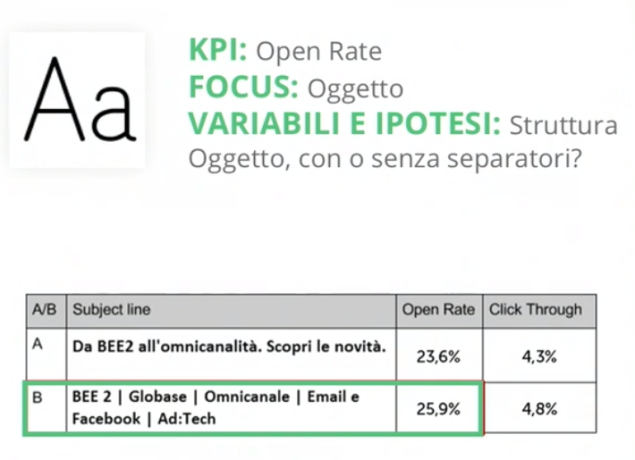 Aa
KPI: Open Rate
FOCUS: Oggetto
VARIABILI E IPOTESI: Struttura
Oggetto, con o senza separatori?
A/B Subject line Open Rate Click Through
A Da BEE2 all'omnicanalità. Scopri le novità. 23,6% 4,3%
B BEE 2 | Globase | Omnicanale | Email e
Facebook | Ad:Tech 25,9% 4,8%